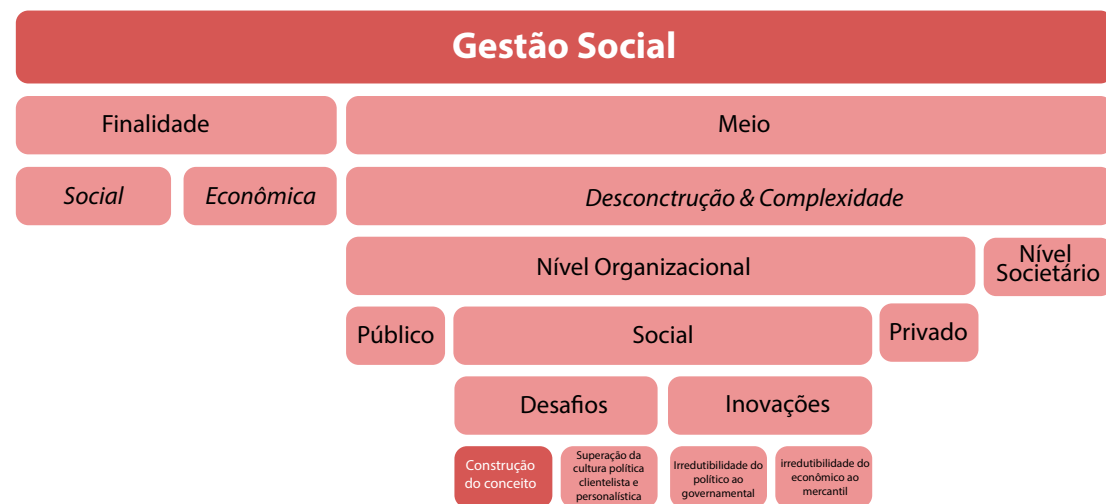 Gestão Social
Finalidade
Meio
Social
Econômica
Desconctrução & Complexidade
Nível Organizacional
Nível
Societário
Público
Social
Privado
Desafios
Inovações
Construção
do conceito
Superação da
cultura política
clientelista e
personalística
Irredutibilidade do
político ao
governamental
irredutibilidade do
econômico ao
mercantil